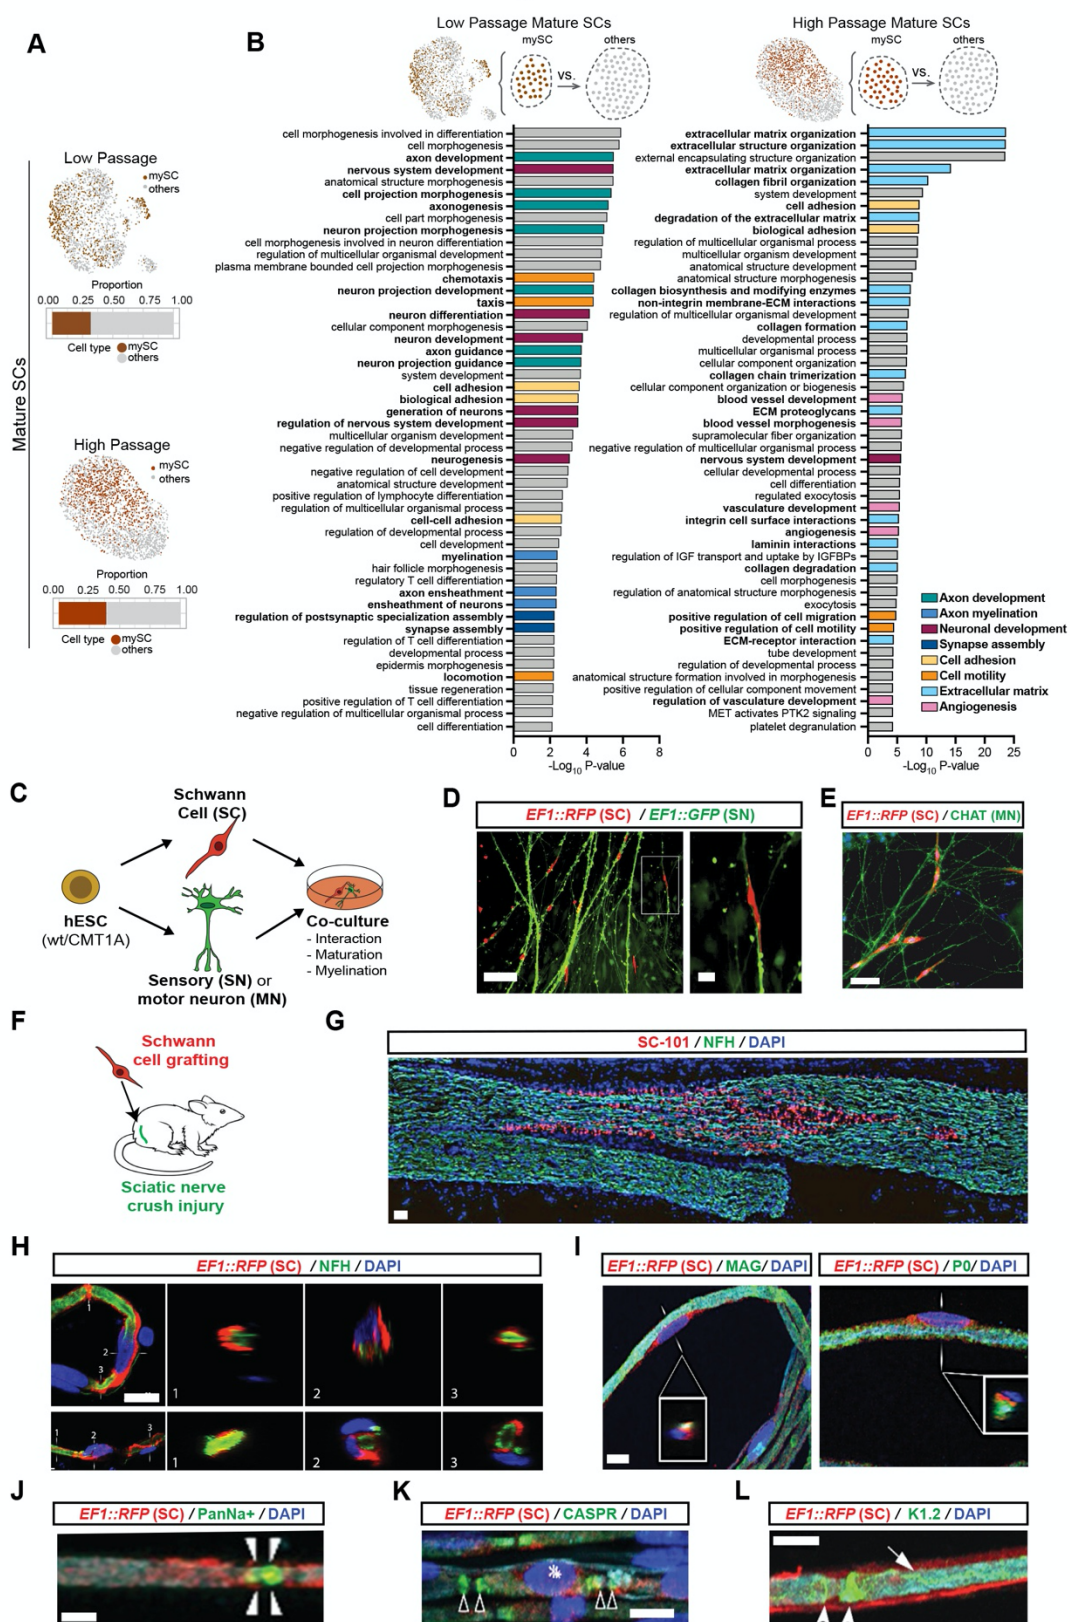 A
B
Low Passage Mature SCs
High Passage Mature SCs
mySC
others
vs.
mySC
others
vs.
Mature SCs
Low Passage
mySC
others
Proportion
0.00 0.25 0.50 0.75 1.00
Cell type mySC
others
High Passage
mySC
others
Proportion
0.00 0.25 0.50 0.75 1.00
Cell type mySC
others
cell morphogenesis involved in differentiation
cell morphogenesis
axon development
nervous system development
anatomical structure morphogenesis
cell projection morphogenesis
axonogenesis
cell part morphogenesis
neuron projection morphogenesis
cell morphogenesis involved in neuron differentiation
regulation of multicellular organismal development
plasma membrane bounded cell projection morphogenesis
chemotaxis
neuron projection development
taxis
neuron differentiation
cellular component morphogenesis
neuron development
axon guidance
neuron projection guidance
system development
cell adhesion
biological adhesion
generation of neurons
regulation of nervous system development
multicellular organism development
negative regulation of developmental process
neurogenesis
negative regulation of cell development
anatomical structure development
positive regulation of lymphocyte differentiation
regulation of multicellular organismal process
cell-cell adhesion
regulation of developmental process
cell development
myelination
hair follicle morphogenesis
regulatory T cell differentiation
axon ensheathment
ensheathment of neurons
regulation of postsynaptic specialization assembly
synapse assembly
regulation of T cell differentiation
developmental process
epidermis morphogenesis
locomotion
tissue regeneration
positive regulation of T cell differentiation
negative regulation of multicellular organismal process
cell differentiation
0 2 4 6 8
-Log10 P-value
extracellular matrix organization
extracellular structure organization
external encapsulating structure organization
extracellular matrix organization
collagen fibril organization
system development
cell adhesion
degradation of the extracellular matrix
biological adhesion
regulation of multicellular organismal process
multicellular organism development
anatomical structure development
anatomical structure morphogenesis
collagen biosynthesis and modifying enzymes
non-integrin membrane-ECM interactions
regulation of multicellular organismal development
collagen formation
developmental process
multicellular organismal process
cellular component organization
collagen chain trimerization
cellular component organization or biogenesis
blood vessel development
ECM proteoglycans
blood vessel morphogenesis
supramolecular fiber organization
negative regulation of multicellular organismal process
nervous system development
cellular developmental process
cell differentiation
regulated exocytosis
vasculature development
integrin cell surface interactions
angiogenesis
laminin interactions
regulation of IGF transport and uptake by IGFBPs
collagen degradation
cell morphogenesis
regulation of anatomical structure morphogenesis
exocytosis
positive regulation of cell migration
positive regulation of cell motility
ECM-receptor interaction
tube development
regulation of developmental process
anatomical structure formation involved in morphogenesis
positive regulation of cellular component movement
regulation of vasculature development
MET activates PTK2 signaling
platelet degranulation
0 5 10 15 20 25
-Log10 P-value
Axon development
Axon myelination
Neuronal development
Synapse assembly
Cell adhesion
Cell motility
Extracellular matrix
Angiogenesis
C
Schwann
Cell (SC)
hESC
(wt/CMT1A)
Sensory (SN) or
motor neuron (MN)
Co-culture
- Interaction
- Maturation
- Myelination
D
EF1::RFP (SC) / EF1::GFP (SN)
E
EF1::RFP (SC) / CHAT (MN)
F
Schwann
cell grafting
Sciatic nerve
crush injury
G
SC-101 / NFH / DAPI
H
EF1::RFP (SC) / NFH / DAPI
1
2
3
1
2
3
1 2 3
1
2
3
I
EF1::RFP (SC) / MAG/ DAPI
EF1::RFP (SC) / P0/ DAPI
J
EF1::RFP (SC) / PanNa+ / DAPI
K
EF1::RFP (SC) / CASPR / DAPI
**
L
EF1::RFP (SC) / K1.2 / DAPI